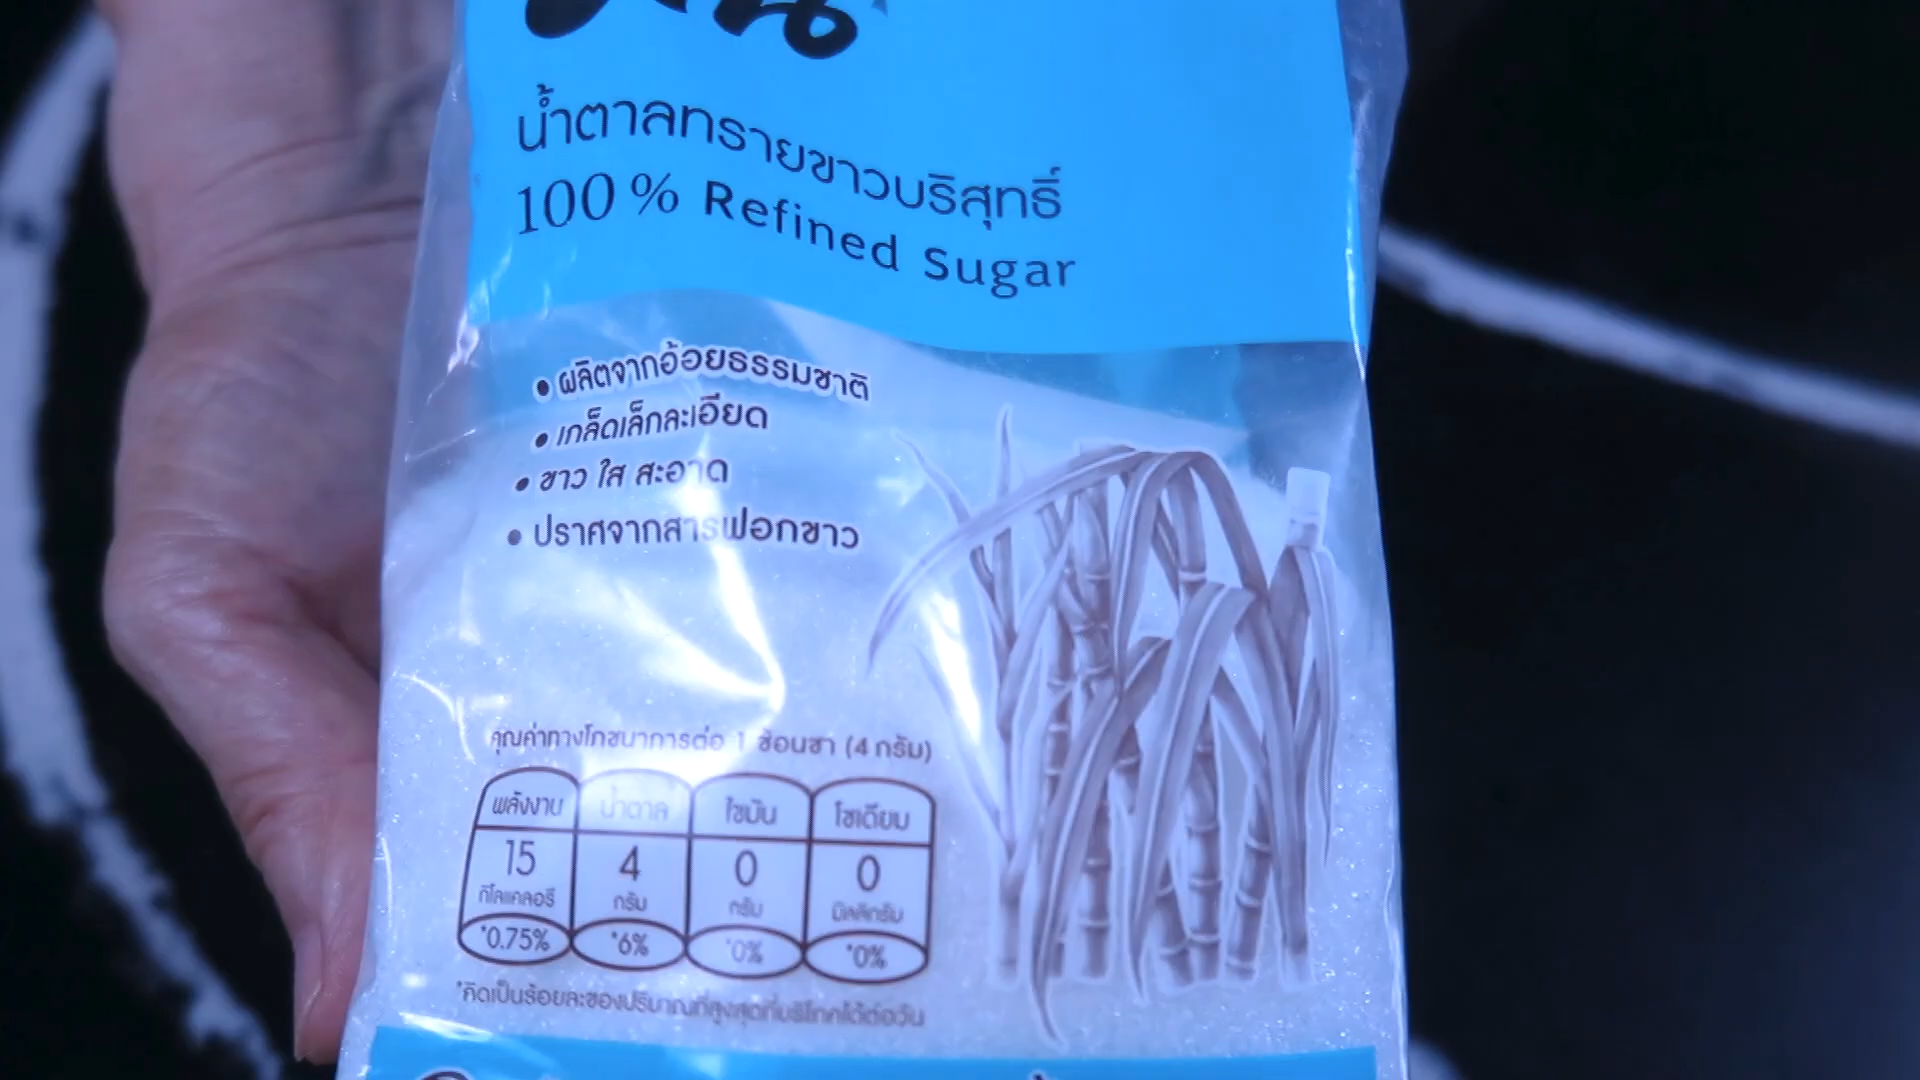 น้ำตาลทรายขาวบริสุทธิ์
100 % Refined Sugar
• ผลิตจากอ้อยธรรมชาติ
• เกล็ดเล็กละเอียด
• ขาว ใส สะอาด
• ปราศจากสารฟอกขาว
คุณค่าทางโภชนาการต่อ 1 ช้อนชา (4 กรัม)
พลังงาน น้ำตาล ไขมัน โซเดียม
15 4 0 0
กิโลแคลอรี กรัม กรัม มิลลิกรัม
*0.75% *6% *0% *0%
*คิดเป็นร้อยละของปริมาณที่สูงสุดที่บริโภคได้ต่อวัน